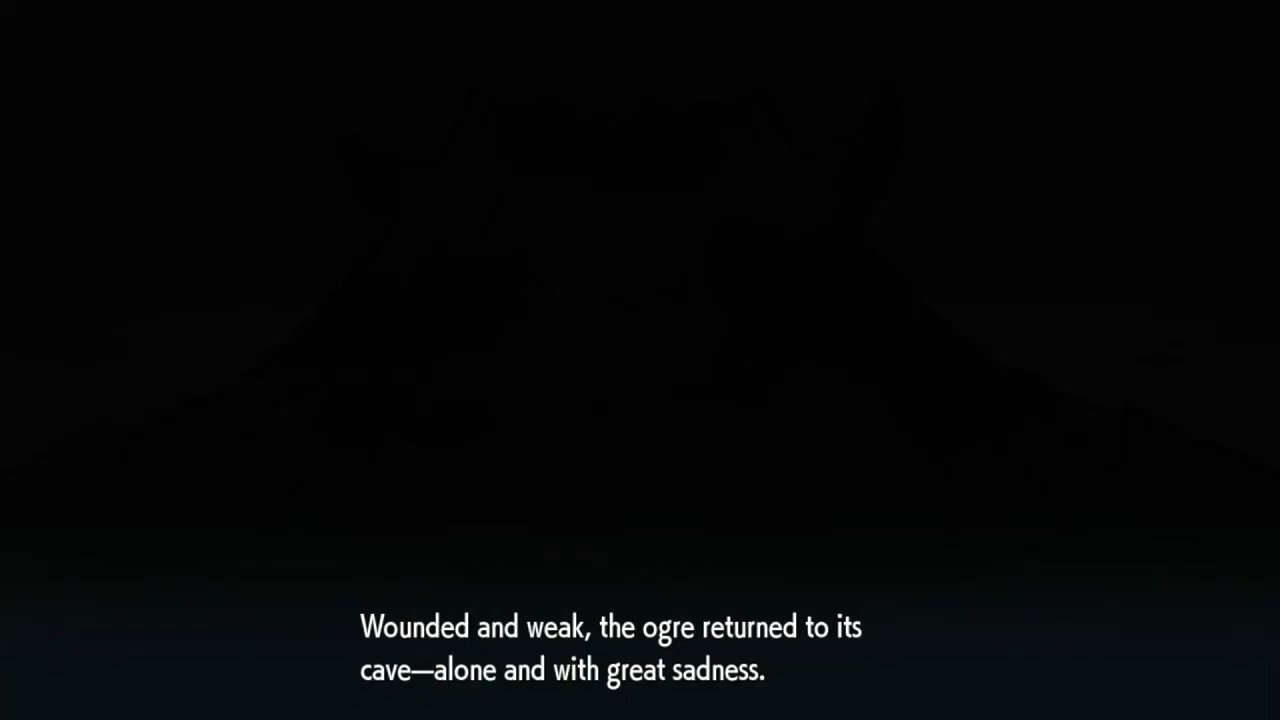 Wounded and weak, the ogre returned to its
cave—alone and with great sadness.